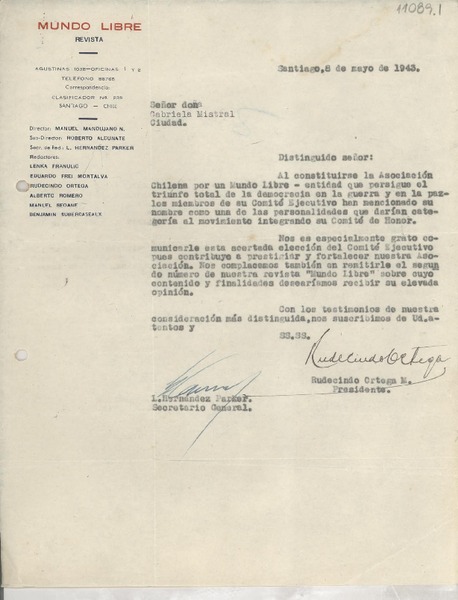 11089.1
MUNDO LIBRE
REVISTA
AGUSTINAS 1028-OFICINAS 1 y 2
TELÉFONO
Correspondencia
CLASIFICADOR Nº
SANTIAGO — CHILE
Director: MANUEL MANDUJANO N.
Sub-Director: ROBERTO ALDUNATE
Secr. de Red.: L. HERNANDEZ PARKER
Redactores:
LENKA FRANULIC
EDUARDO FREI MONTALVA
RUDECINDO ORTEGA
ALBERTO ROMERO
MANUEL SEOANE
BENJAMIN SUBERCASEAUX
Santiago, 8 de mayo de 1943.
Señor don
Gabriela Mistral
Ciudad.
Distinguido señor:
Al constituirse la Asociación
Chilena por un Mundo libre - entidad que persigue el
triunfo total de la democracia en la guerra y en la paz-
los miembros de su Comité Ejecutivo han mencionado su
nombre como una de las personalidades que darían cate
goría al movimiento integrando su Comité de Honor.
Nos es especialmente grato co-
municarle esta acertada elección del Comité Ejecutivo
pues contribuye a prestigiar y fortalecer nuestra Aso-
ciación. Nos complacemos también en remitirle el segun
do número de nuestra revista "Mundo Libre" sobre cuyo
contenido y finalidades desearíamos recibir su elevada
opinión.
Con los testimonios de nuestra
consideración más distinguida, nos suscribimos de Ud. a-
tentos y
SS.SS.
Rudecindo Ortega
Rudecindo Ortega M.
Presidente.
L. Hernández Parker.
Secretario General.